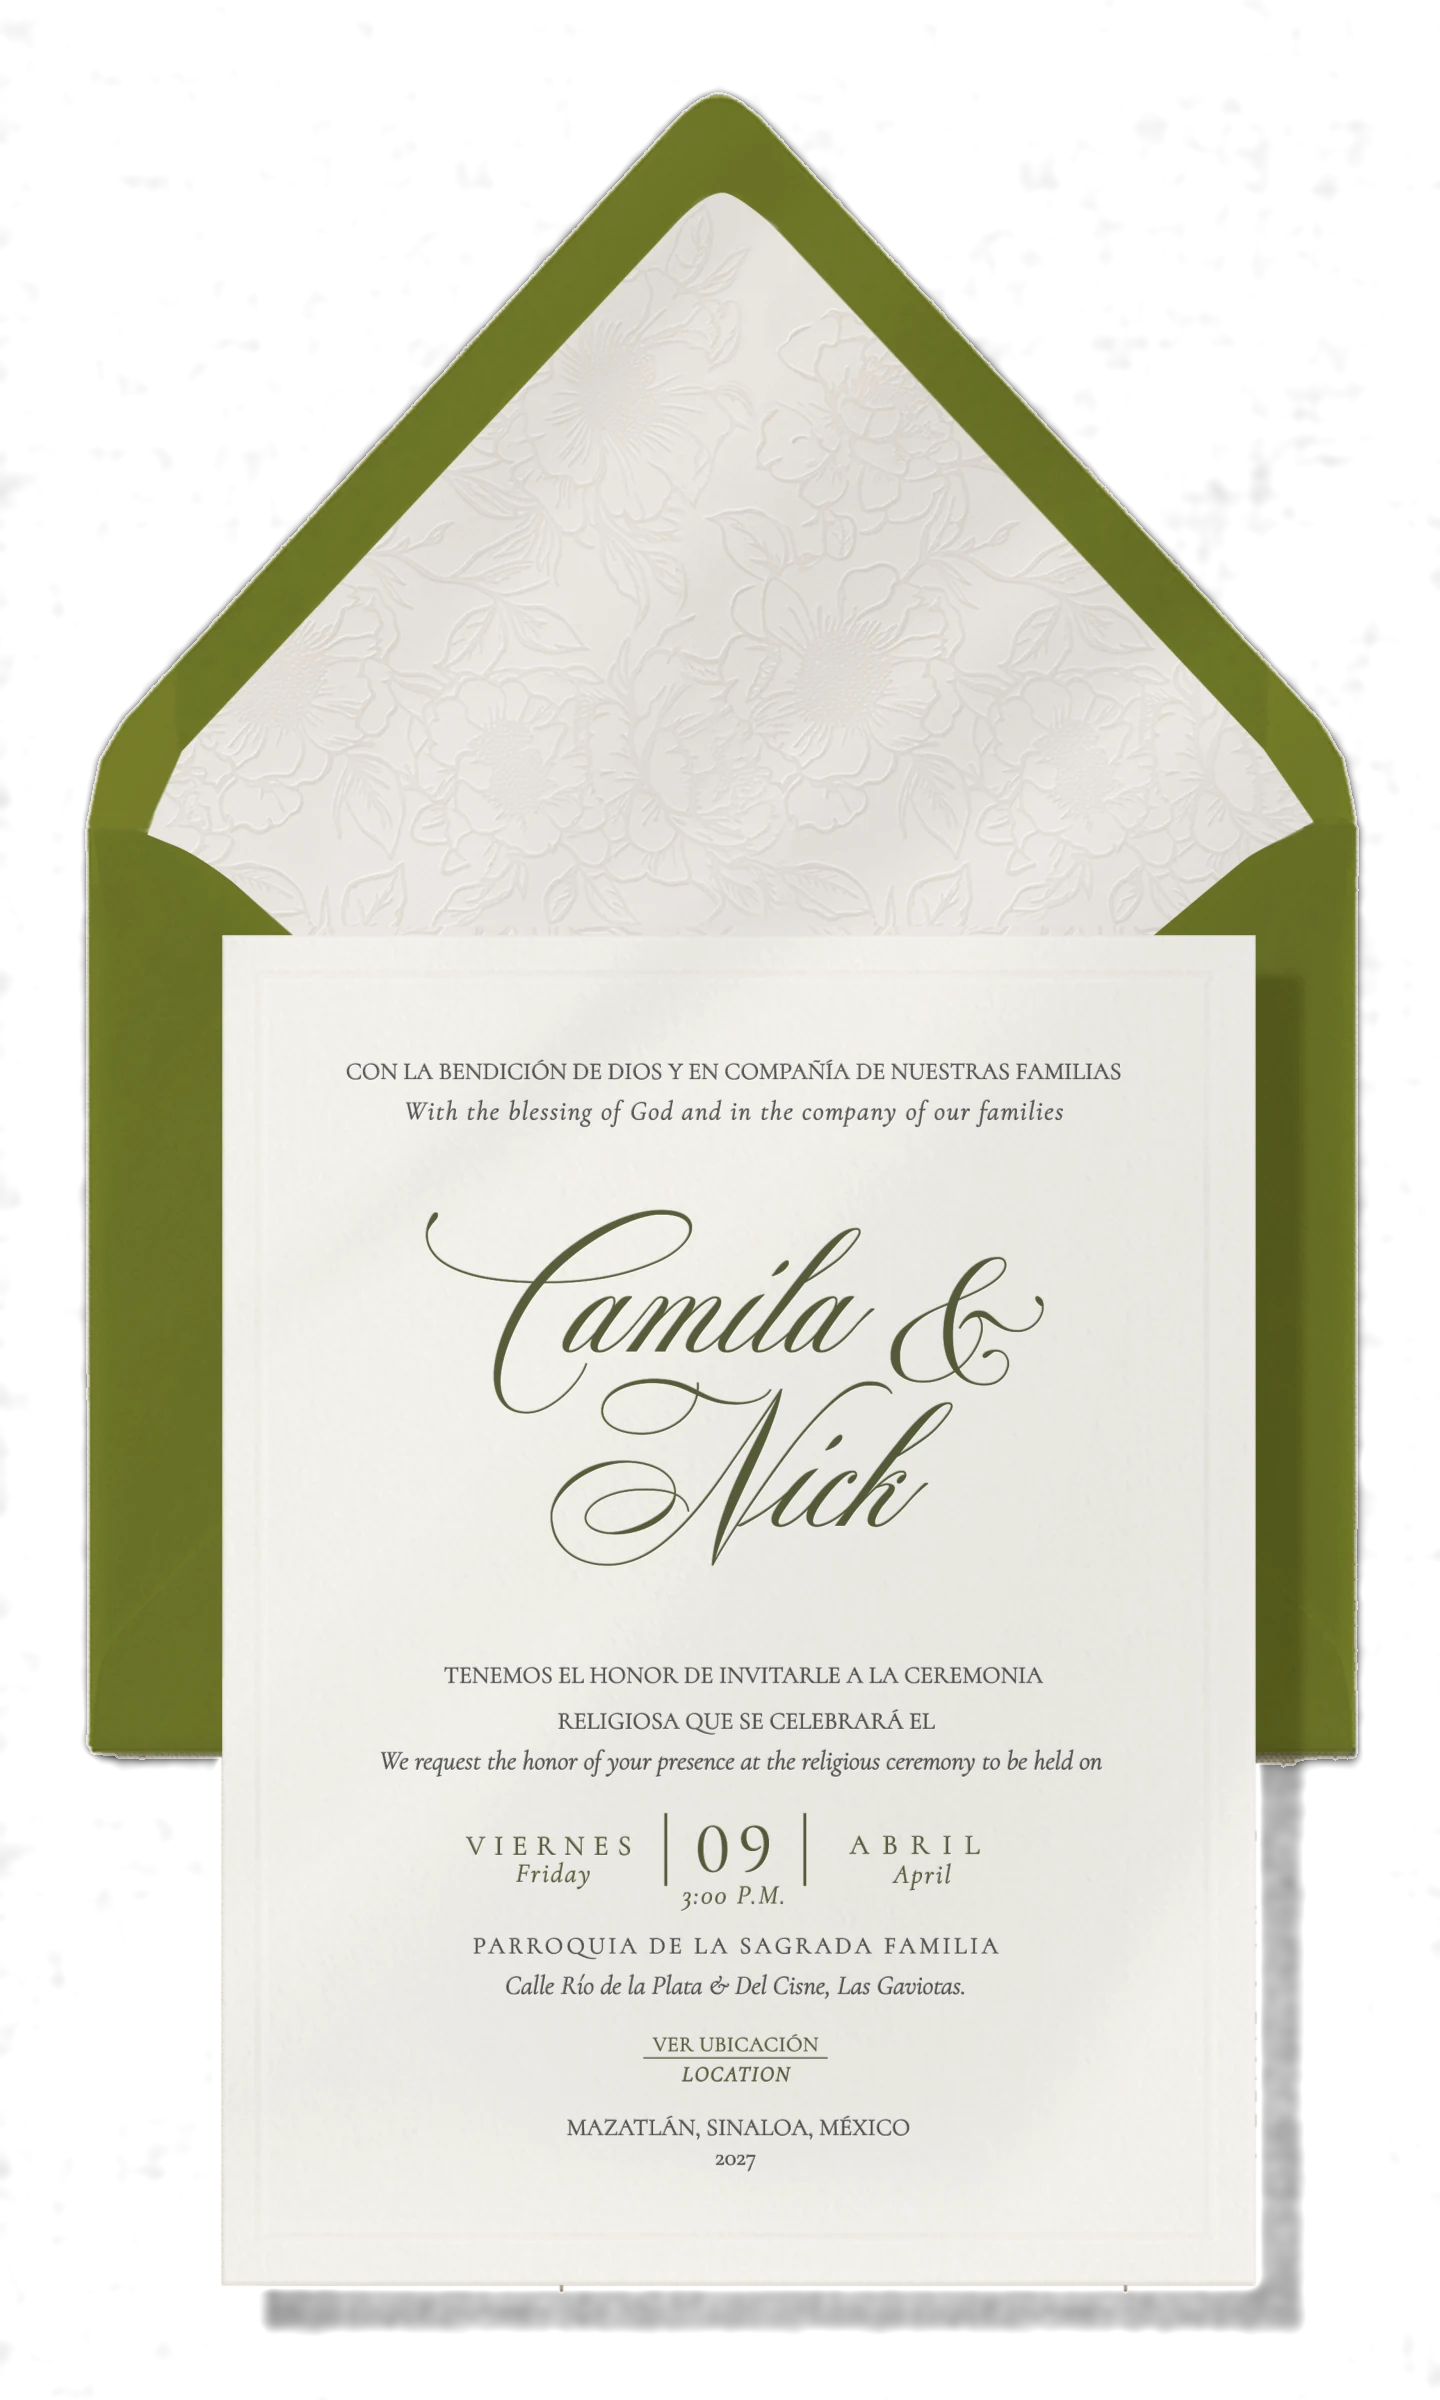 CON LA BENDICIÓN DE DIOS Y EN COMPAÑÍA DE NUESTRAS FAMILIAS
With the blessing of God and in the company of our families
Camila &
Nick
TENEMOS EL HONOR DE INVITARLE A LA CEREMONIA
RELIGIOSA QUE SE CELEBRARÁ EL
We request the honor of your presence at the religious ceremony to be held on
VIERNES | 09 | ABRIL
Friday 3:00 P.M. April
PARROQUIA DE LA SAGRADA FAMILIA
Calle Río de la Plata & Del Cisne, Las Gaviotas.
VER UBICACIÓN
LOCATION
MAZATLÁN, SINALOA, MÉXICO
2027